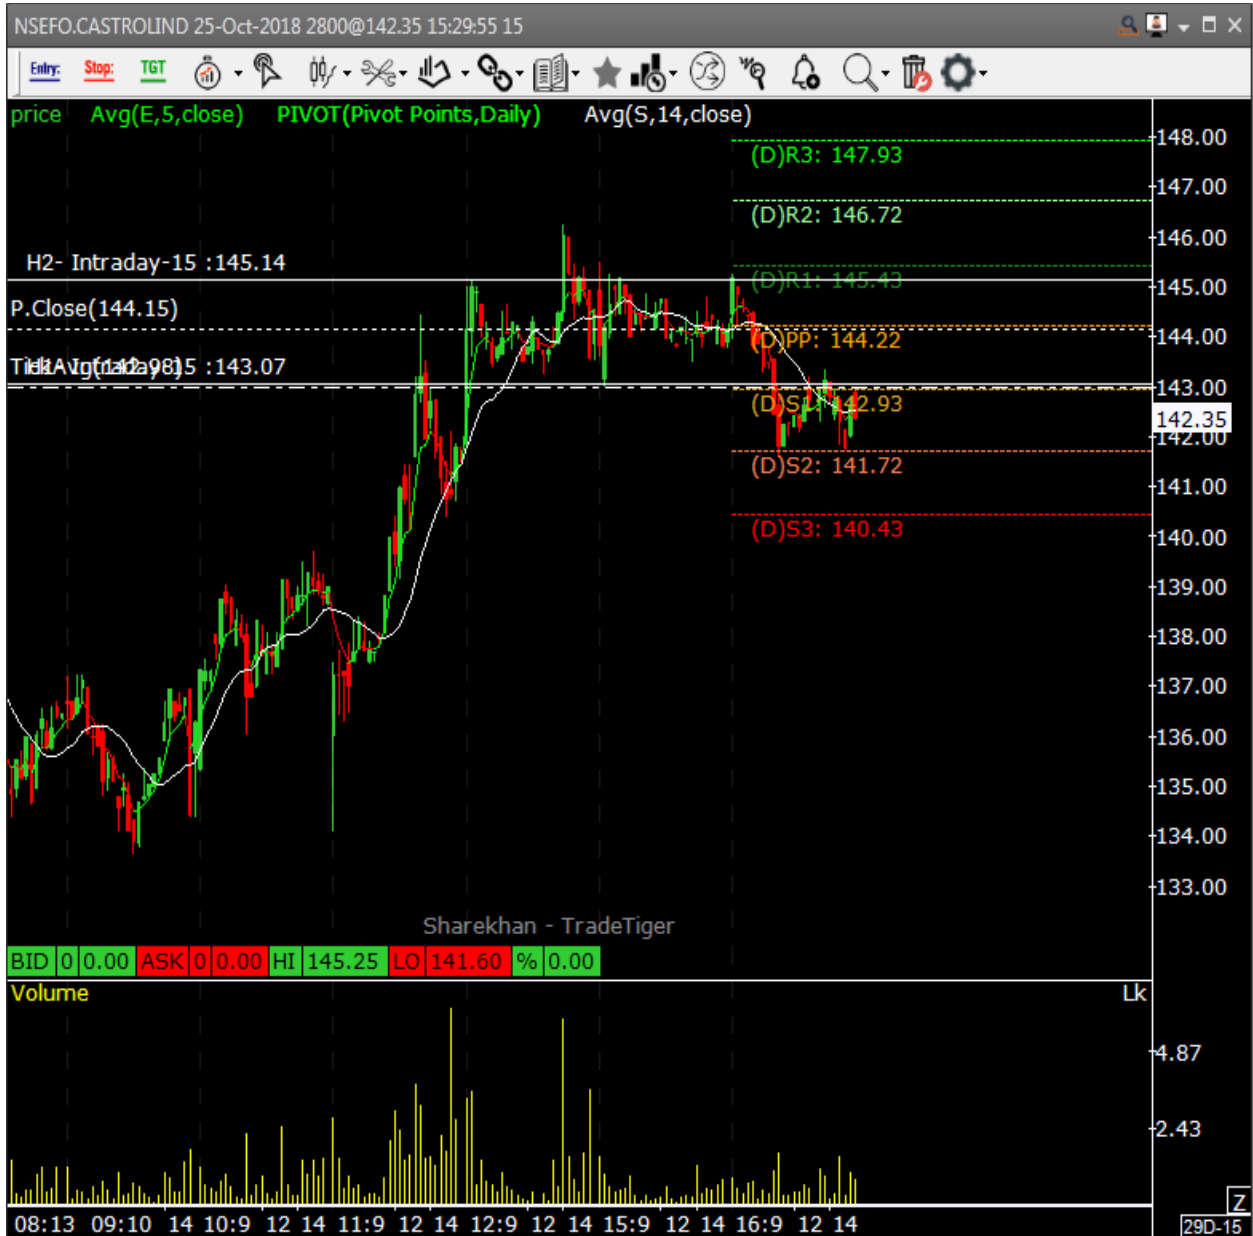 NSEFO.CASTROLIND 25-Oct-2018 2800@142.35 15:29:55 15
Entry: Stop: TGT
price Avg(E,5,close) PIVOT(Pivot Points,Daily) Avg(S,14,close)
148.00
(D)R3: 147.93
147.00
(D)R2: 146.72
146.00
H2- Intraday-15 :145.14
(D)R1: 145.43
145.00
P.Close(144.15)
144.00
(D)PP: 144.22
15 :143.07
143.00
(D)S1: 142.93
142.35
142.00
(D)S2: 141.72
141.00
(D)S3: 140.43
140.00
139.00
138.00
137.00
136.00
135.00
134.00
133.00
Sharekhan - TradeTiger
BID 0 0.00 ASK 0 0.00 HI 145.25 LO 141.60 % 0.00
Volume
Lk
4.87
2.43
Z
08:13 09:10 14 10:9 12 14 11:9 12 14 12:9 12 14 15:9 12 14 16:9 12 14
29D-15